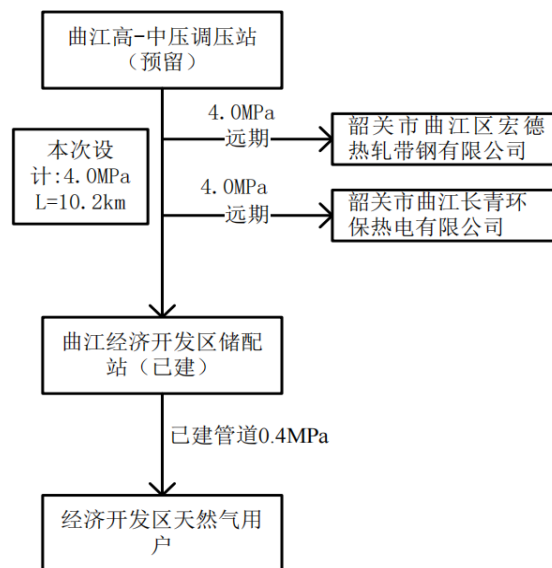 曲江高-中压调压站
（预留）
4.0MPa
远期
韶关市曲江区宏德
热轧带钢有限公司
本次设
计:4.0MPa
L=10.2km
4.0MPa
远期
韶关市曲江长青环
保热电有限公司
曲江经济开发区储配
站（已建）
已建管道0.4MPa
经济开发区天然气用
户